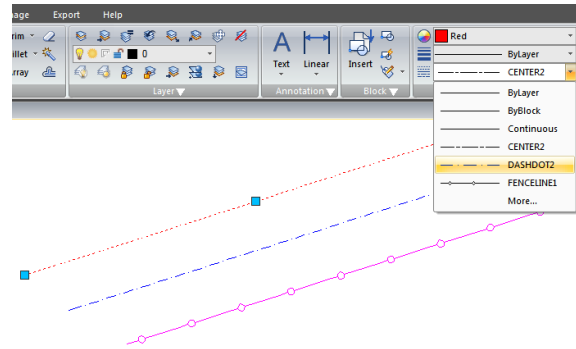 age Export Help
rim
0
Red
illet
Text Linear
Insert
ByLayer
rray
CENTER2
Layer
Annotation
Block
ByLayer
ByBlock
Continuous
CENTER2
DASHDOT2
FENCELINE1
More...